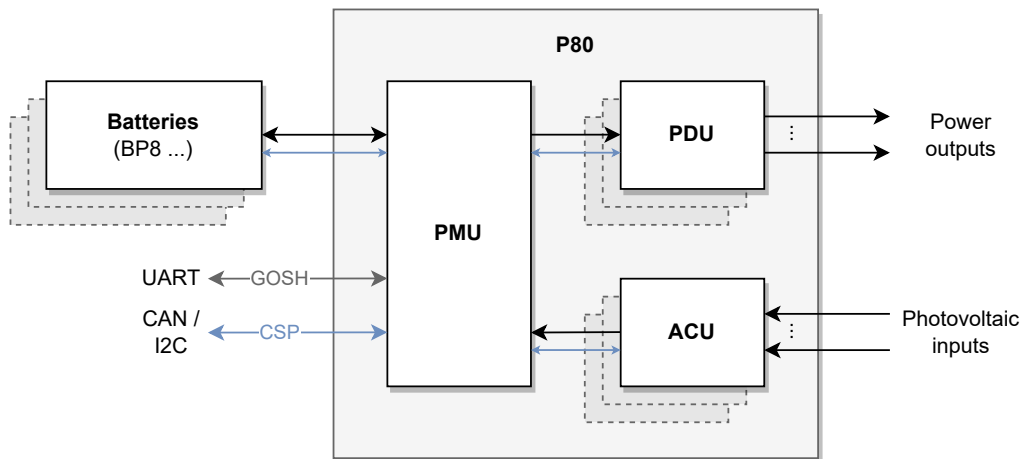 P80
Batteries
(BP8 ...)
PMU
PDU
...
Power
outputs
UART
GOSH
CAN /
I2C
CSP
ACU
...
Photovoltaic
inputs